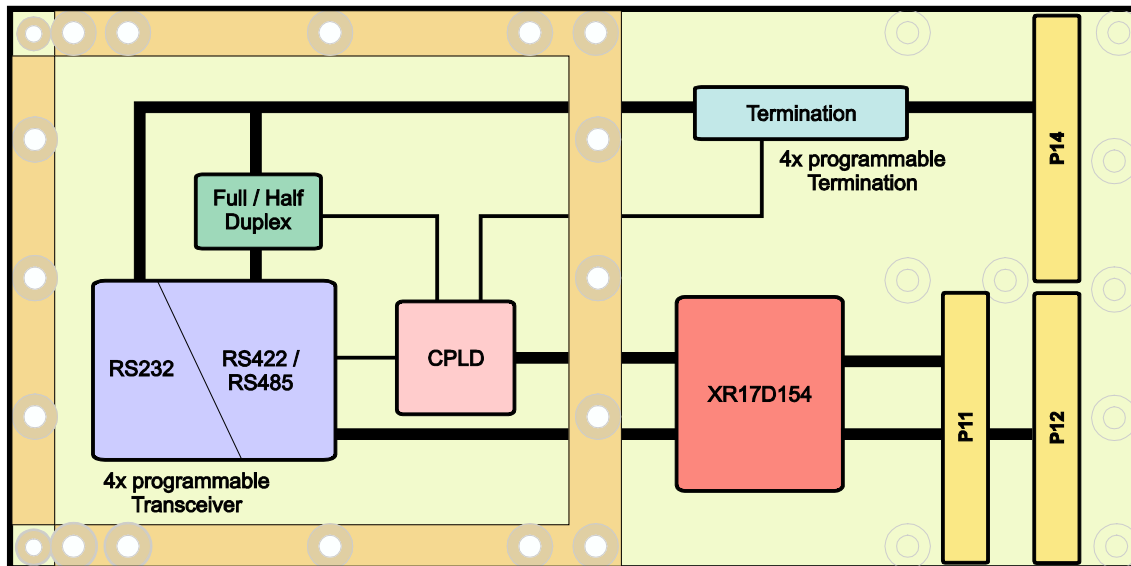 Termination
4x programmable
Termination
P14
Full / Half
Duplex
RS232
RS422 /
RS485
CPLD
XR17D154
P11
P12
4x programmable
Transceiver